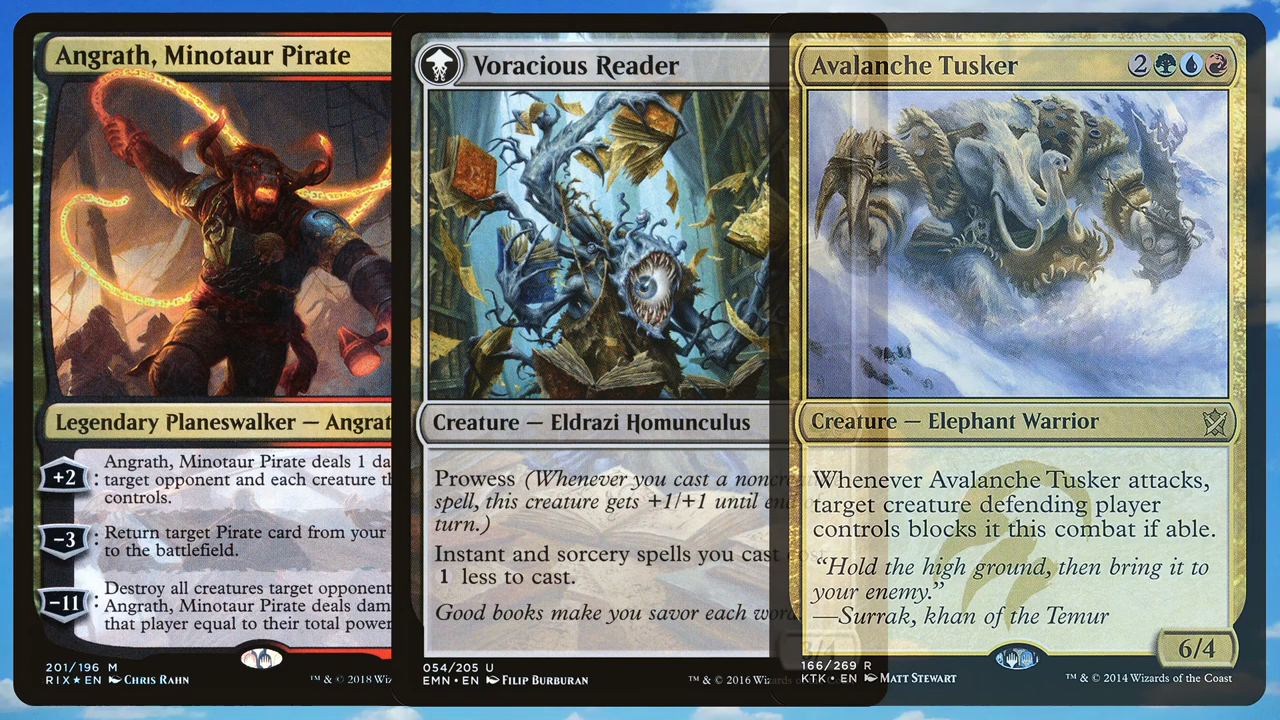 Angrath, Minotaur Pirate
Legendary Planeswalker — Angrat
+2
: Angrath, Minotaur Pirate deals 1 da
target opponent and each creature th
controls.
−3
: Return target Pirate card from your
to the battlefield.
−11
: Destroy all creatures target opponent
Angrath, Minotaur Pirate deals dam
that player equal to their total power
201/196 M
RIX★EN Chris Rahn
™ & © 2018 Wiz
Voracious Reader
Creature — Eldrazi Homunculus
Prowess (Whenever you cast a noncreat
spell, this creature gets +1/+1 until end of
turn.)
Instant and sorcery spells you cast cost
1 less to cast.
Good books make you savor each word.
054/205 U
EMN • EN Filip Burburan
™ & © 2016 Wizards
Avalanche Tusker
2
Creature — Elephant Warrior
Whenever Avalanche Tusker attacks,
target creature defending player
controls blocks it this combat if able.
“Hold the high ground, then bring it to
your enemy.”
—Surrak, khan of the Temur
6/4
166/269 R
KTK • EN Matt Stewart
™ & © 2014 Wizards of the Coast